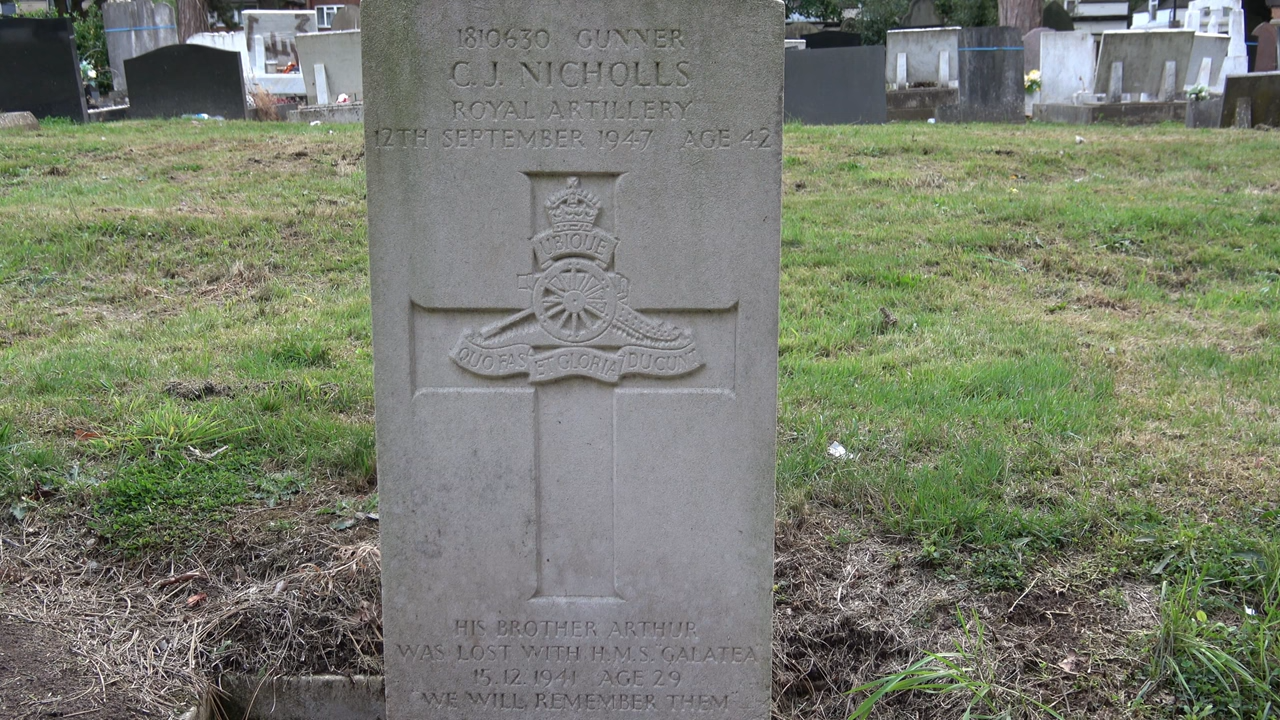 1810630 GUNNER
C. J. NICHOLLS
ROYAL ARTILLERY
12TH SEPTEMBER 1947 AGE 42
UBIQUE
QUO FAS ET GLORIA DUCUNT
HIS BROTHER ARTHUR
WAS LOST WITH H.M.S. GALATEA
15.12.1941 AGE 29
"WE WILL REMEMBER THEM"